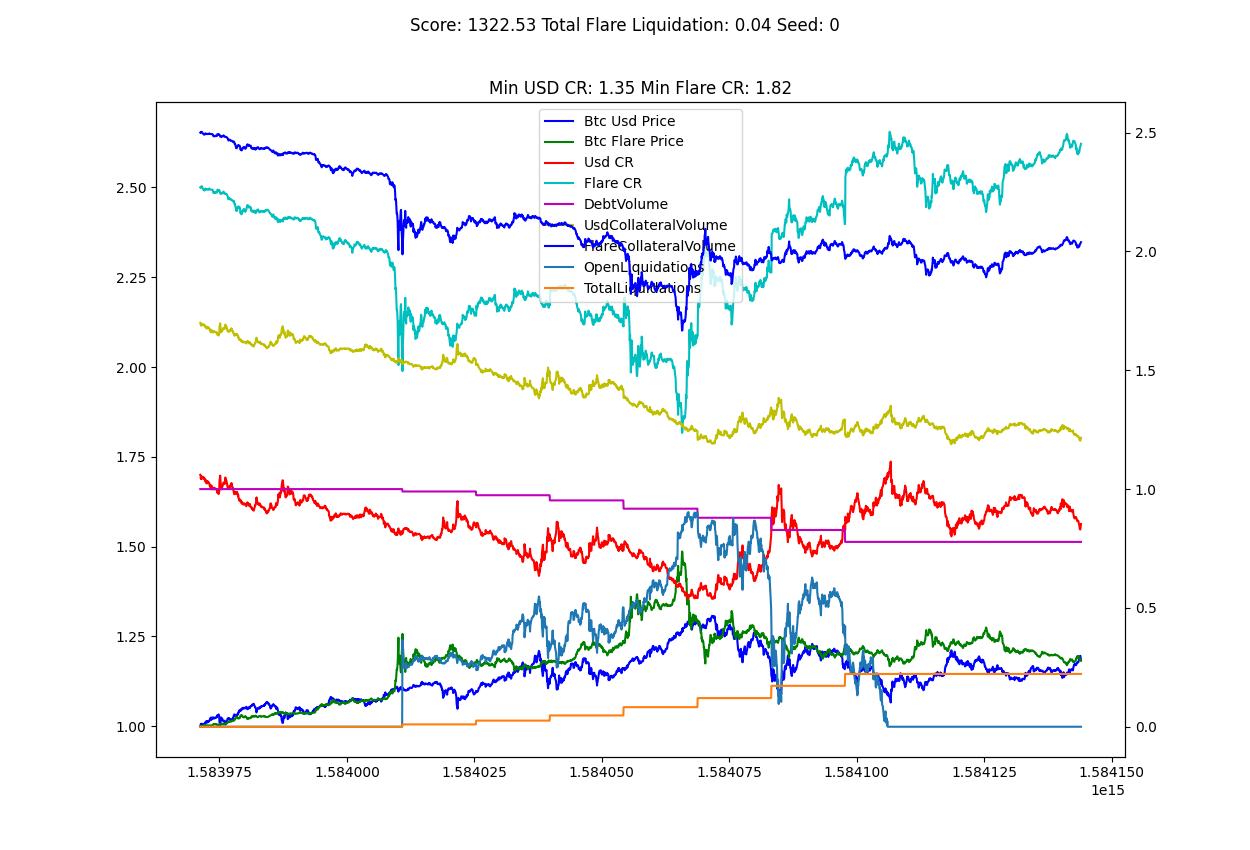 Score: 1322.53 Total Flare Liquidation: 0.04 Seed: 0
Min USD CR: 1.35 Min Flare CR: 1.82
Btc Usd Price
Btc Flare Price
Usd CR
Flare CR
DebtVolume
UsdCollateralVolume
FlareCollateralVolume
OpenLiquidations
TotalLiquidations
2.50
2.25
2.00
1.75
1.50
1.25
1.00
2.5
2.0
1.5
1.0
0.5
0.0
1.583975 1.584000 1.584025 1.584050 1.584075 1.584100 1.584125 1.584150
1e15